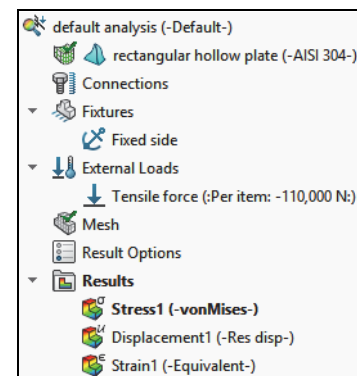 default analysis (-Default-)
rectangular hollow plate (-AISI 304-)
Connections
Fixtures
Fixed side
External Loads
Tensile force (:Per item: -110,000 N:)
Mesh
Result Options
Results
σ
Stress1 (-vonMises-)
u
Displacement1 (-Res disp-)
ε
Strain1 (-Equivalent-)